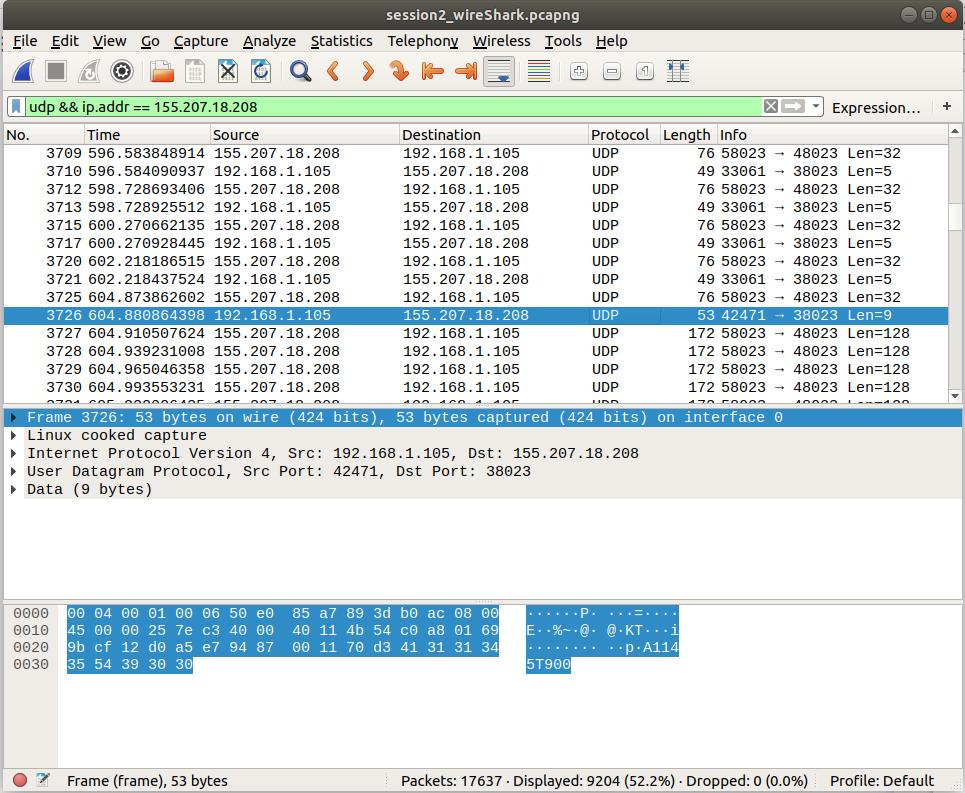 session2_wireShark.pcapng
File Edit View Go Capture Analyze Statistics Telephony Wireless Tools Help
udp && ip.addr == 155.207.18.208 Expression… +
No. Time Source Destination Protocol Length Info
3709 596.583848914 155.207.18.208 192.168.1.105 UDP 76 58023 → 48023 Len=32
3710 596.584090937 192.168.1.105 155.207.18.208 UDP 49 33061 → 38023 Len=5
3712 598.728693406 155.207.18.208 192.168.1.105 UDP 76 58023 → 48023 Len=32
3713 598.728925512 192.168.1.105 155.207.18.208 UDP 49 33061 → 38023 Len=5
3715 600.270662135 155.207.18.208 192.168.1.105 UDP 76 58023 → 48023 Len=32
3717 600.270928445 192.168.1.105 155.207.18.208 UDP 49 33061 → 38023 Len=5
3720 602.218186515 155.207.18.208 192.168.1.105 UDP 76 58023 → 48023 Len=32
3721 602.218437524 192.168.1.105 155.207.18.208 UDP 49 33061 → 38023 Len=5
3725 604.873862602 155.207.18.208 192.168.1.105 UDP 76 58023 → 48023 Len=32
3726 604.880864398 192.168.1.105 155.207.18.208 UDP 53 42471 → 38023 Len=9
3727 604.910507624 155.207.18.208 192.168.1.105 UDP 172 58023 → 48023 Len=128
3728 604.939231008 155.207.18.208 192.168.1.105 UDP 172 58023 → 48023 Len=128
3729 604.965046358 155.207.18.208 192.168.1.105 UDP 172 58023 → 48023 Len=128
3730 604.993553231 155.207.18.208 192.168.1.105 UDP 172 58023 → 48023 Len=128
Frame 3726: 53 bytes on wire (424 bits), 53 bytes captured (424 bits) on interface 0
Linux cooked capture
Internet Protocol Version 4, Src: 192.168.1.105, Dst: 155.207.18.208
User Datagram Protocol, Src Port: 42471, Dst Port: 38023
Data (9 bytes)
0000 00 04 00 01 00 06 50 e0 85 a7 89 3d b0 ac 08 00 ······P· ···=····
0010 45 00 00 25 7e c3 40 00 40 11 4b 54 c0 a8 01 69 E··%~·@· @·KT···i
0020 9b cf 12 d0 a5 e7 94 87 00 11 70 d3 41 31 31 34 ········ ··p·A114
0030 35 54 39 30 30 5T900
Frame (frame), 53 bytes Packets: 17637 · Displayed: 9204 (52.2%) · Dropped: 0 (0.0%) Profile: Default